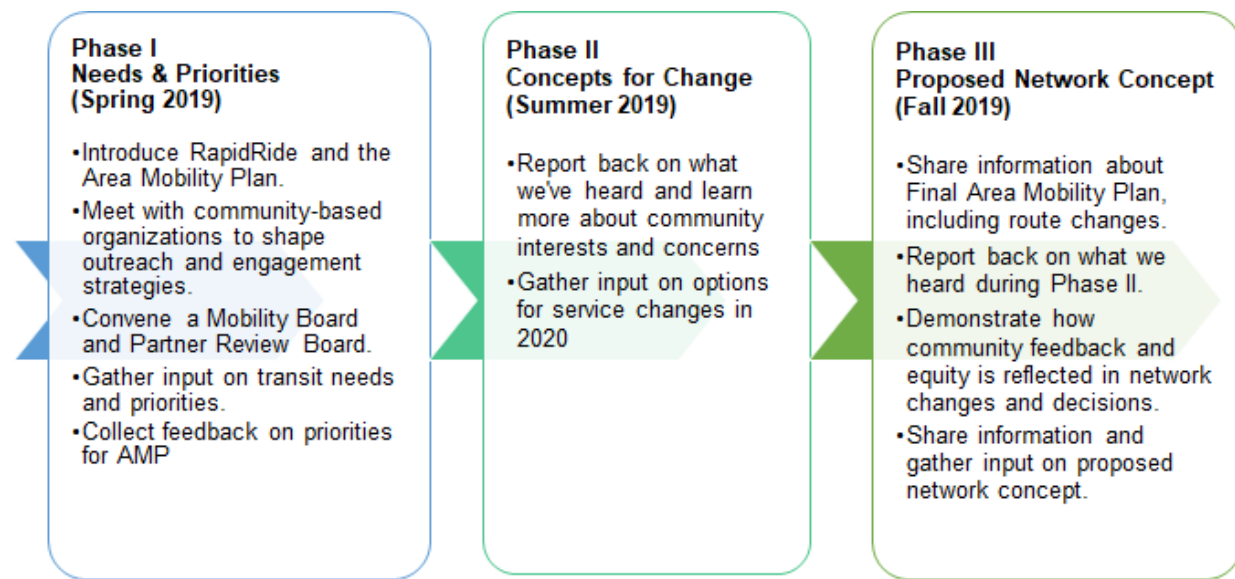 Phase I
Needs & Priorities
(Spring 2019)
•Introduce RapidRide and the
Area Mobility Plan.
•Meet with community-based
organizations to shape
outreach and engagement
strategies.
•Convene a Mobility Board
and Partner Review Board.
•Gather input on transit needs
and priorities.
•Collect feedback on priorities
for AMP
Phase II
Concepts for Change
(Summer 2019)
•Report back on what
we've heard and learn
more about community
interests and concerns
•Gather input on options
for service changes in
2020
Phase III
Proposed Network Concept
(Fall 2019)
•Share information about
Final Area Mobility Plan,
including route changes.
•Report back on what we
heard during Phase II.
•Demonstrate how
community feedback and
equity is reflected in network
changes and decisions.
•Share information and
gather input on proposed
network concept.